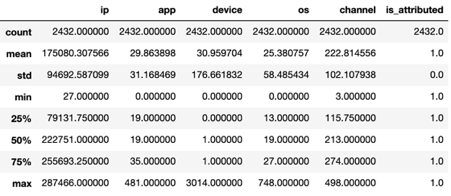 ip app device os channel is_attributed
count 2432.000000 2432.000000 2432.000000 2432.000000 2432.000000 2432.0
mean 175080.307566 29.863898 30.959704 25.380757 222.814556 1.0
std 94692.587099 31.168469 176.661832 58.485434 102.107938 0.0
min 27.000000 0.000000 0.000000 0.000000 3.000000 1.0
25% 79131.750000 19.000000 0.000000 13.000000 115.750000 1.0
50% 222751.000000 19.000000 1.000000 19.000000 213.000000 1.0
75% 255693.250000 35.000000 1.000000 27.000000 274.000000 1.0
max 287466.000000 481.000000 3014.000000 748.000000 498.000000 1.0